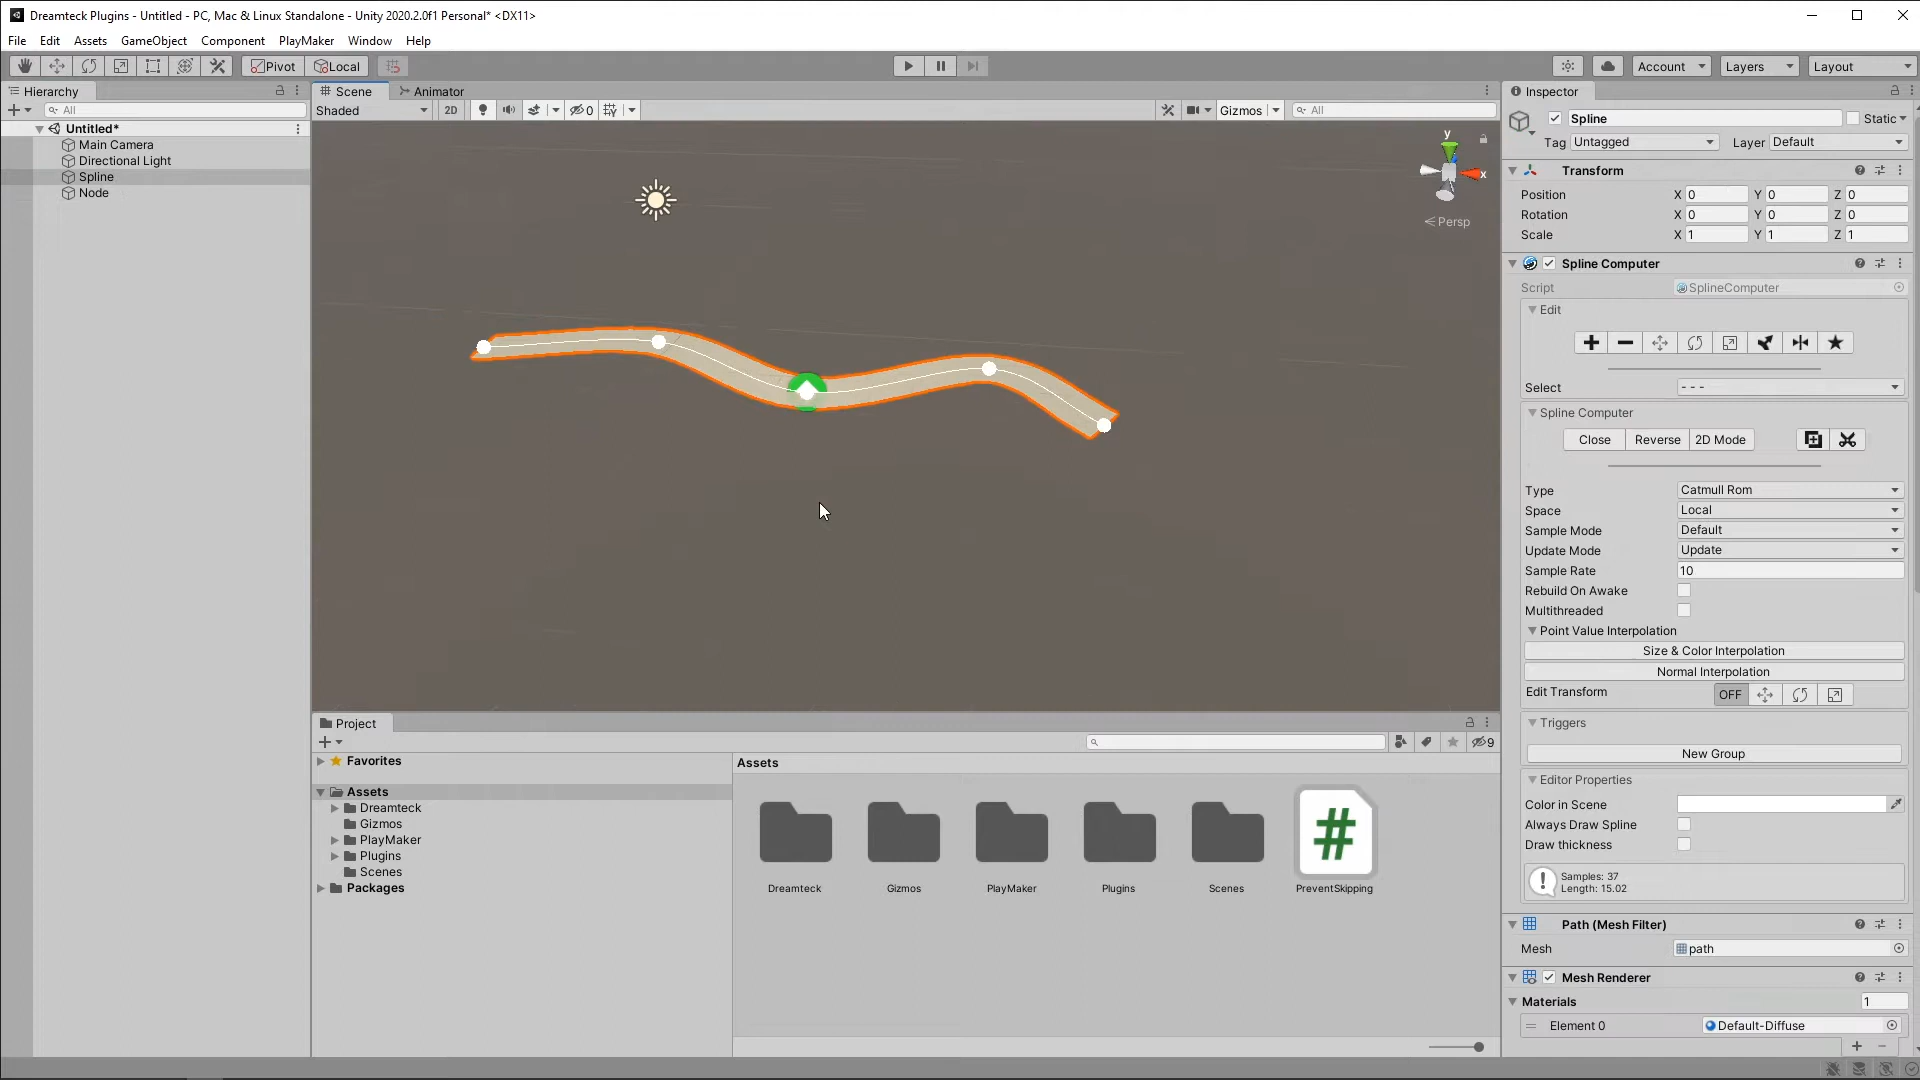 Dreamteck Plugins - Untitled - PC, Mac & Linux Standalone - Unity 2020.2.0f1 Personal* <DX11>
File Edit Assets GameObject Component PlayMaker Window Help
Pivot Local Account Layers Layout
Hierarchy
All
Untitled*
Main Camera
Directional Light
Spline
Node
Scene Animator
Shaded 2D 0 Gizmos All
y
x
Persp
Project
9
Favorites
Assets
Dreamteck
Gizmos
PlayMaker
Plugins
Scenes
Packages
Assets
Dreamteck Gizmos PlayMaker Plugins Scenes PreventSkipping
Inspector
Spline Static
Tag Untagged Layer Default
Transform
Position X 0 Y 0 Z 0
Rotation X 0 Y 0 Z 0
Scale X 1 Y 1 Z 1
Spline Computer
Script SplineComputer
Edit
Select - - -
Spline Computer
Close Reverse 2D Mode
Type Catmull Rom
Space Local
Sample Mode Default
Update Mode Update
Sample Rate 10
Rebuild On Awake
Multithreaded
Point Value Interpolation
Size & Color Interpolation
Normal Interpolation
Edit Transform OFF
Triggers
New Group
Editor Properties
Color in Scene
Always Draw Spline
Draw thickness
Samples: 37
Length: 15.02
Path (Mesh Filter)
Mesh path
Mesh Renderer
Materials 1
Element 0 Default-Diffuse